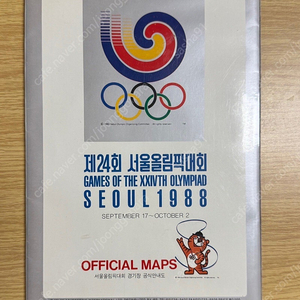 제24회 서울올림픽대회
GAMES OF THE XXIVTH OLYMPIAD
SEOUL 1988
SEPTEMBER 17-OCTOBER 2
OFFICIAL MAPS
서울올림픽대회 경기장 공식안내도